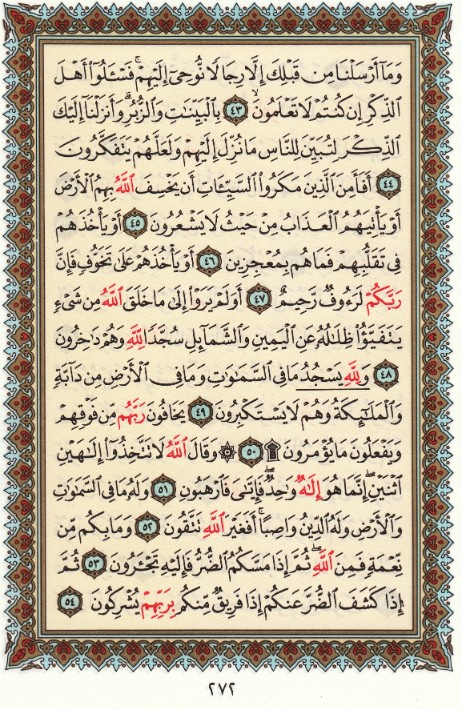 وَمَآ أَرْسَلْنَا مِن قَبْلِكَ إِلَّا رِجَالًا نُّوحِىٓ إِلَيْهِمْ ۚ فَسْـَٔلُوٓا۟ أَهْلَ
ٱلذِّكْرِ إِن كُنتُمْ لَا تَعْلَمُونَ ٤٣ بِٱلْبَيِّنَـٰتِ وَٱلزُّبُرِ ۗ وَأَنزَلْنَآ إِلَيْكَ
ٱلذِّكْرَ لِتُبَيِّنَ لِلنَّاسِ مَا نُزِّلَ إِلَيْهِمْ وَلَعَلَّهُمْ يَتَفَكَّرُونَ
٤٤ أَفَأَمِنَ ٱلَّذِينَ مَكَرُوا۟ ٱلسَّيِّـَٔاتِ أَن يَخْسِفَ ٱللَّهُ بِهِمُ ٱلْأَرْضَ
أَوْ يَأْتِيَهُمُ ٱلْعَذَابُ مِنْ حَيْثُ لَا يَشْعُرُونَ ٤٥ أَوْ يَأْخُذَهُمْ
فِى تَقَلُّبِهِمْ فَمَا هُم بِمُعْجِزِينَ ٤٦ أَوْ يَأْخُذَهُمْ عَلَىٰ تَخَوُّفٍ فَإِنَّ
رَبَّكُمْ لَرَءُوفٌ رَّحِيمٌ ٤٧ أَوَلَمْ يَرَوْا۟ إِلَىٰ مَا خَلَقَ ٱللَّهُ مِن شَىْءٍ
يَتَفَيَّؤُا۟ ظِلَـٰلُهُۥ عَنِ ٱلْيَمِينِ وَٱلشَّمَآئِلِ سُجَّدًا لِّلَّهِ وَهُمْ دَٰخِرُونَ
٤٨ وَلِلَّهِ يَسْجُدُ مَا فِى ٱلسَّمَـٰوَٰتِ وَمَا فِى ٱلْأَرْضِ مِن دَآبَّةٍ
وَٱلْمَلَـٰٓئِكَةُ وَهُمْ لَا يَسْتَكْبِرُونَ ٤٩ يَخَافُونَ رَبَّهُم مِّن فَوْقِهِمْ
وَيَفْعَلُونَ مَا يُؤْمَرُونَ ۩ ٥٠ ۞ وَقَالَ ٱللَّهُ لَا تَتَّخِذُوٓا۟ إِلَـٰهَيْنِ
ٱثْنَيْنِ ۖ إِنَّمَا هُوَ إِلَـٰهٌ وَٰحِدٌ ۖ فَإِيَّـٰىَ فَٱرْهَبُونِ ٥١ وَلَهُۥ مَا فِى ٱلسَّمَـٰوَٰتِ
وَٱلْأَرْضِ وَلَهُ ٱلدِّينُ وَاصِبًا ۚ أَفَغَيْرَ ٱللَّهِ تَتَّقُونَ ٥٢ وَمَا بِكُم مِّن
نِّعْمَةٍ فَمِنَ ٱللَّهِ ۖ ثُمَّ إِذَا مَسَّكُمُ ٱلضُّرُّ فَإِلَيْهِ تَجْـَٔرُونَ ٥٣ ثُمَّ
إِذَا كَشَفَ ٱلضُّرَّ عَنكُمْ إِذَا فَرِيقٌ مِّنكُم بِرَبِّهِمْ يُشْرِكُونَ ٥٤
٢٧٢